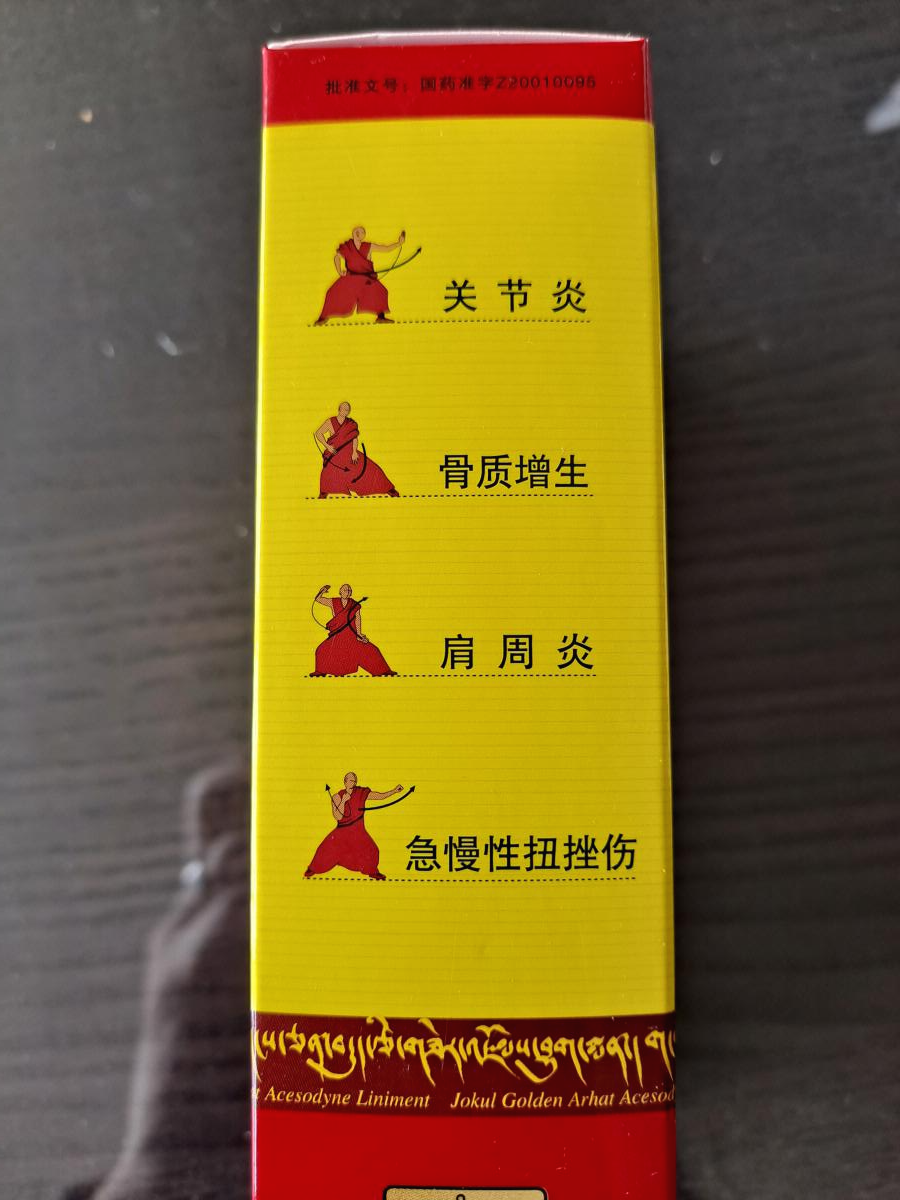 批准文号：国药准字Z20010095
关节炎
骨质增生
肩周炎
急慢性扭挫伤
Acesodyne Liniment Jokul Golden Arhat Acesod